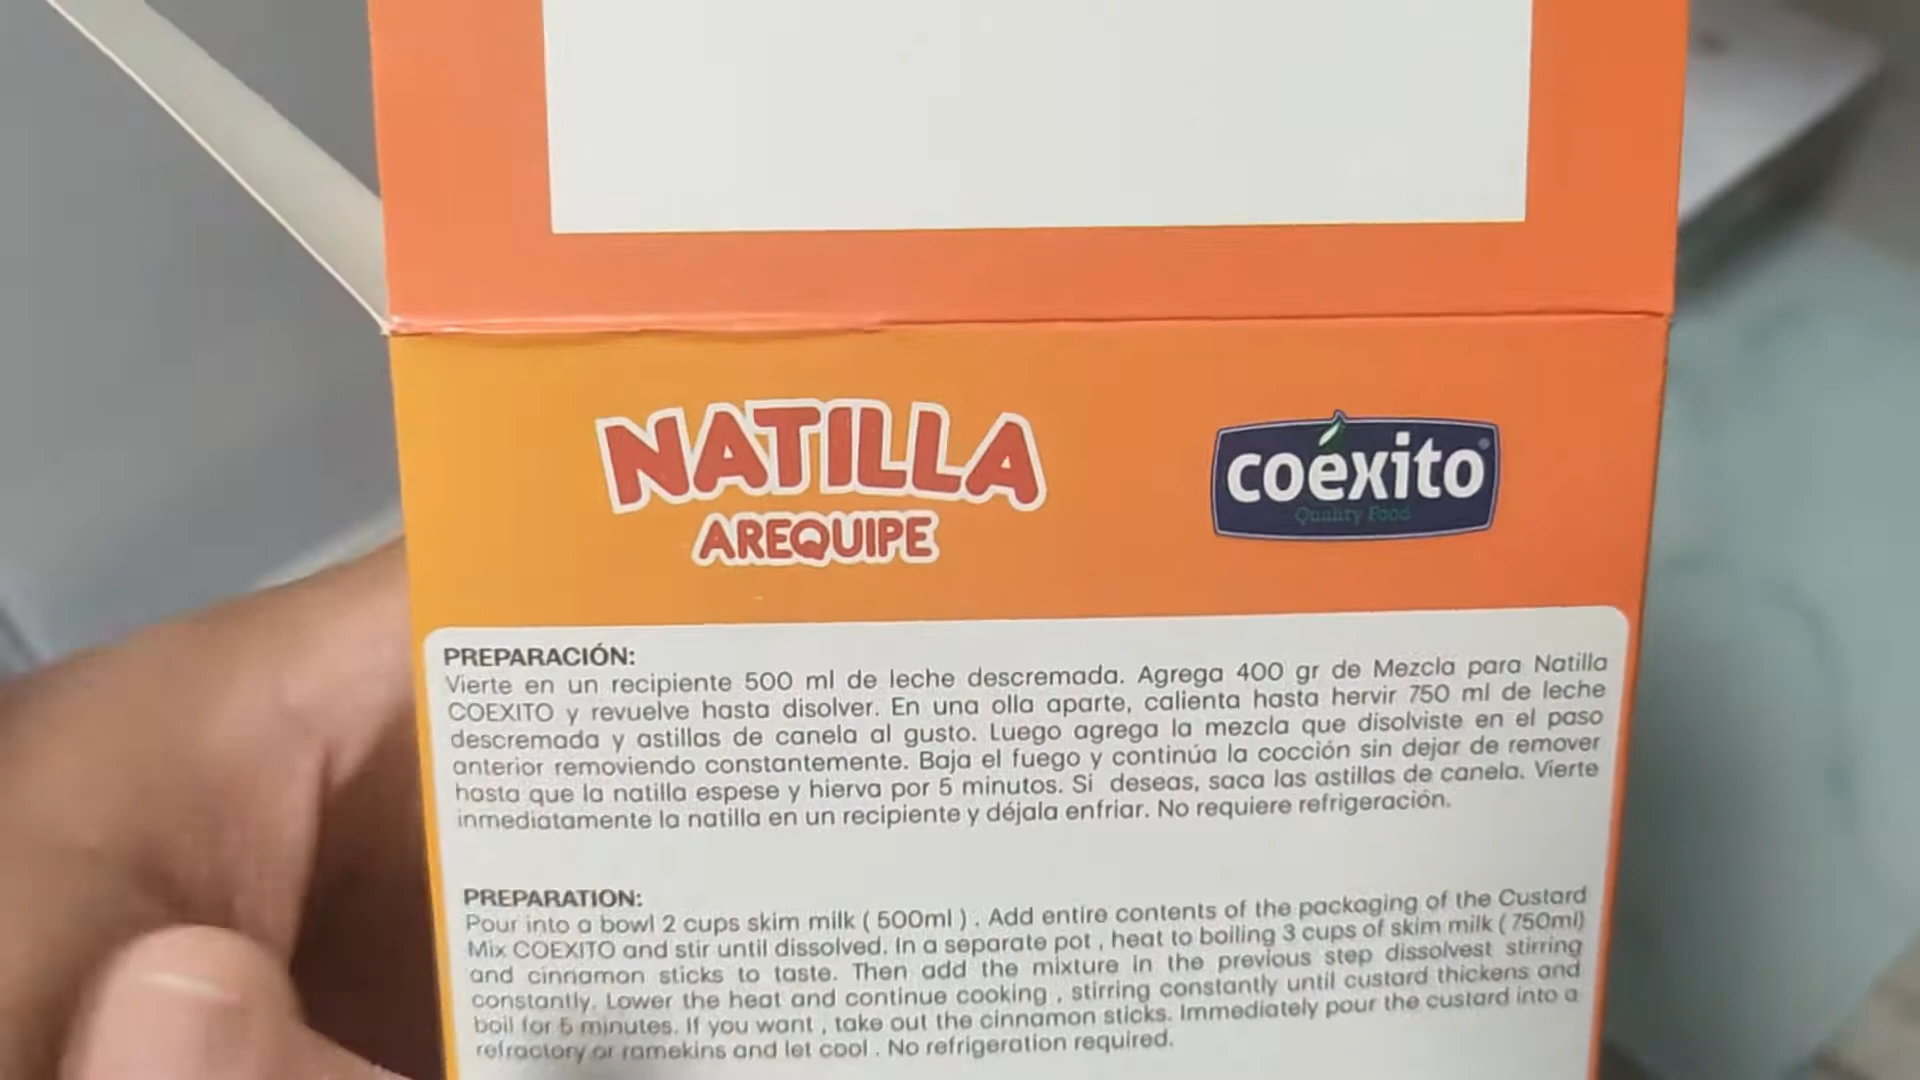 NATILLA
AREQUIPE
coéxito
Quality Food
PREPARACIÓN:
Vierte en un recipiente 500 ml de leche descremada. Agrega 400 gr de Mezcla para Natilla
COEXITO y revuelve hasta disolver. En una olla aparte, calienta hasta hervir 750 ml de leche
descremada y astillas de canela al gusto. Luego agrega la mezcla que disolviste en el paso
anterior removiendo constantemente. Baja el fuego y continúa la cocción sin dejar de remover
hasta que la natilla espese y hierva por 5 minutos. Si deseas, saca las astillas de canela. Vierte
inmediatamente la natilla en un recipiente y déjala enfriar. No requiere refrigeración.
PREPARATION:
Pour into a bowl 2 cups skim milk ( 500ml ) . Add entire contents of the packaging of the Custard
Mix COEXITO and stir until dissolved. In a separate pot , heat to boiling 3 cups of skim milk ( 750ml)
and cinnamon sticks to taste. Then add the mixture in the previous step dissolvest stirring
constantly. Lower the heat and continue cooking , stirring constantly until custard thickens and
boil for 5 minutes. If you want , take out the cinnamon sticks. Immediately pour the custard into a
refractory or ramekins and let cool . No refrigeration required.